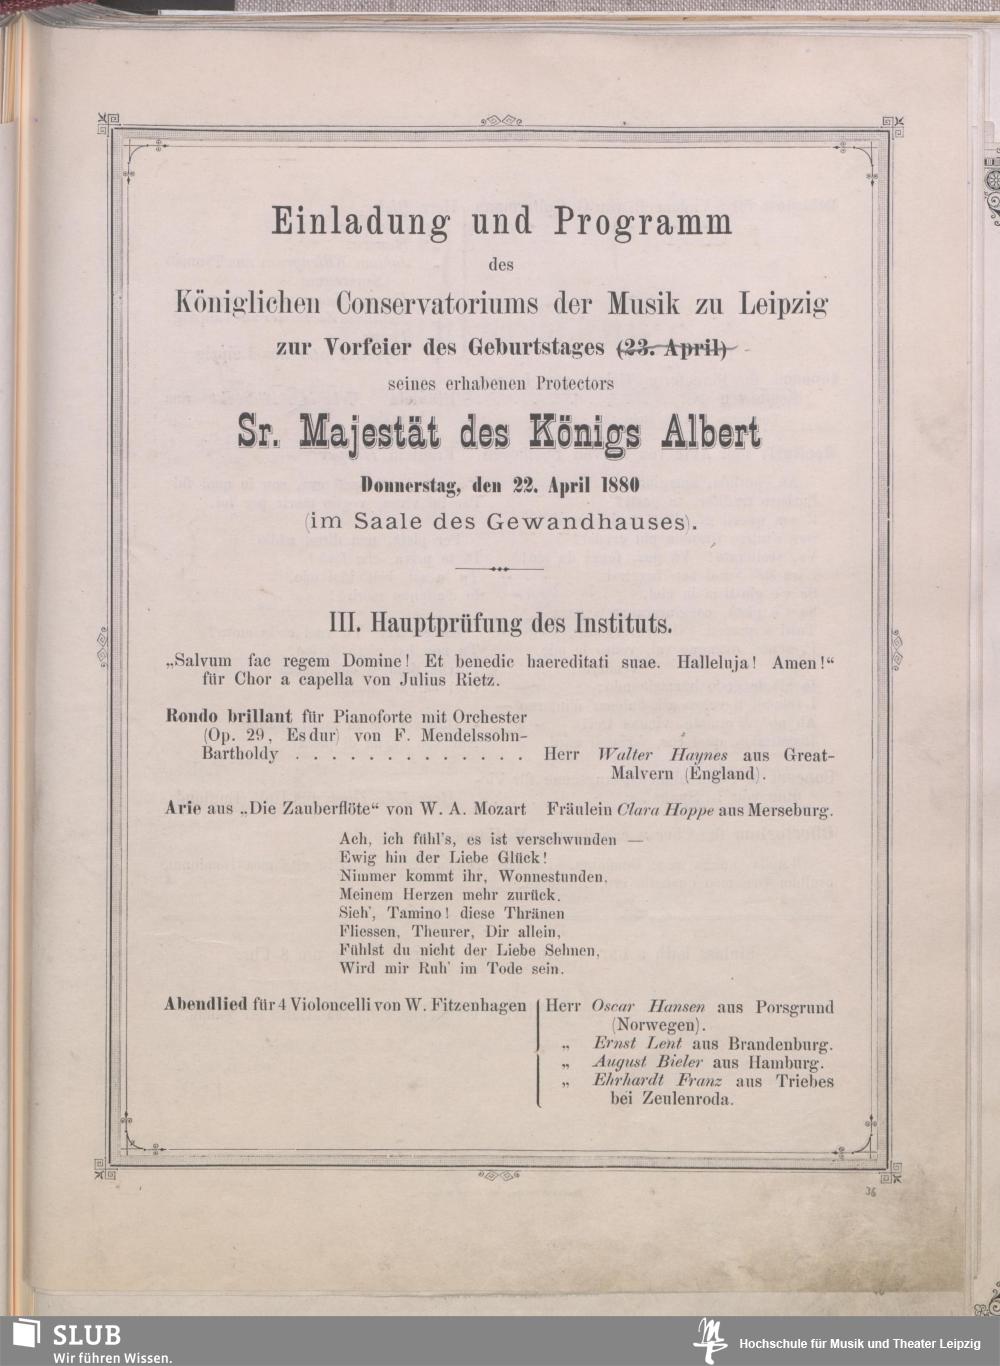 Einladung und Programm
des
Königlichen Conservatoriums der Musik zu Leipzig
zur Vorfeier des Geburtstages (23. April)
seines erhabenen Protectors
Sr. Majestät des Königs Albert
Donnerstag, den 22. April 1880
(im Saale des Gewandhauses).
III. Hauptprüfung des Instituts.
„Salvum fac regem Domine! Et benedic haereditati suae. Halleluja! Amen!“
für Chor a capella von Julius Rietz.
Rondo brillant für Pianoforte mit Orchester
(Op. 29, Es dur) von F. Mendelssohn-
Bartholdy . . . . . . . . . . . . . Herr Walter Haynes aus Great-
Malvern (England).
Arie aus „Die Zauberflöte“ von W. A. Mozart Fräulein Clara Hoppe aus Merseburg.
Ach, ich fühl's, es ist verschwunden —
Ewig hin der Liebe Glück!
Nimmer kommt ihr, Wonnestunden,
Meinem Herzen mehr zurück.
Sieh', Tamino! diese Thränen
Fliessen, Theurer, Dir allein,
Fühlst du nicht der Liebe Sehnen,
Wird mir Ruh' im Tode sein.
Abendlied für 4 Violoncelli von W. Fitzenhagen Herr Oscar Hansen aus Porsgrund
(Norwegen).
„ Ernst Lent aus Brandenburg.
„ August Bieler aus Hamburg.
„ Ehrhardt Franz aus Triebes
bei Zeulenroda.
36
SLUB
Wir führen Wissen.
Hochschule für Musik und Theater Leipzig